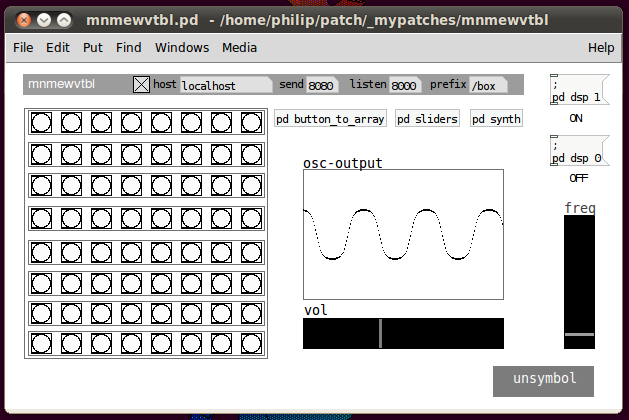 mnmewvtbl.pd - /home/philip/patch/_mypatches/mnmewvtbl
File Edit Put Find Windows Media Help
mnmewvtbl host localhost send 8080 listen 8000 prefix /box
;
pd dsp 1
ON
pd button_to_array pd sliders pd synth
;
pd dsp 0
OFF
osc-output
freq
vol
unsymbol